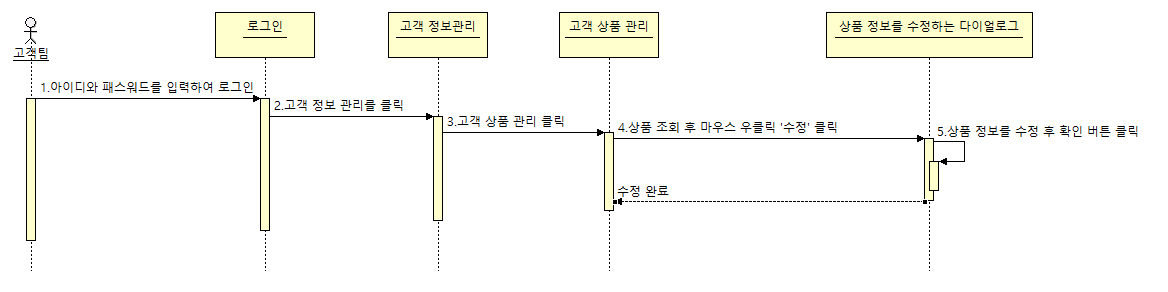 로그인
고객 정보관리
고객 상품 관리
상품 정보를 수정하는 다이얼로그
고객팀
1.아이디와 패스워드를 입력하여 로그인
2.고객 정보 관리를 클릭
3.고객 상품 관리 클릭
4.상품 조회 후 마우스 우클릭 '수정' 클릭
5.상품 정보를 수정 후 확인 버튼 클릭
수정 완료